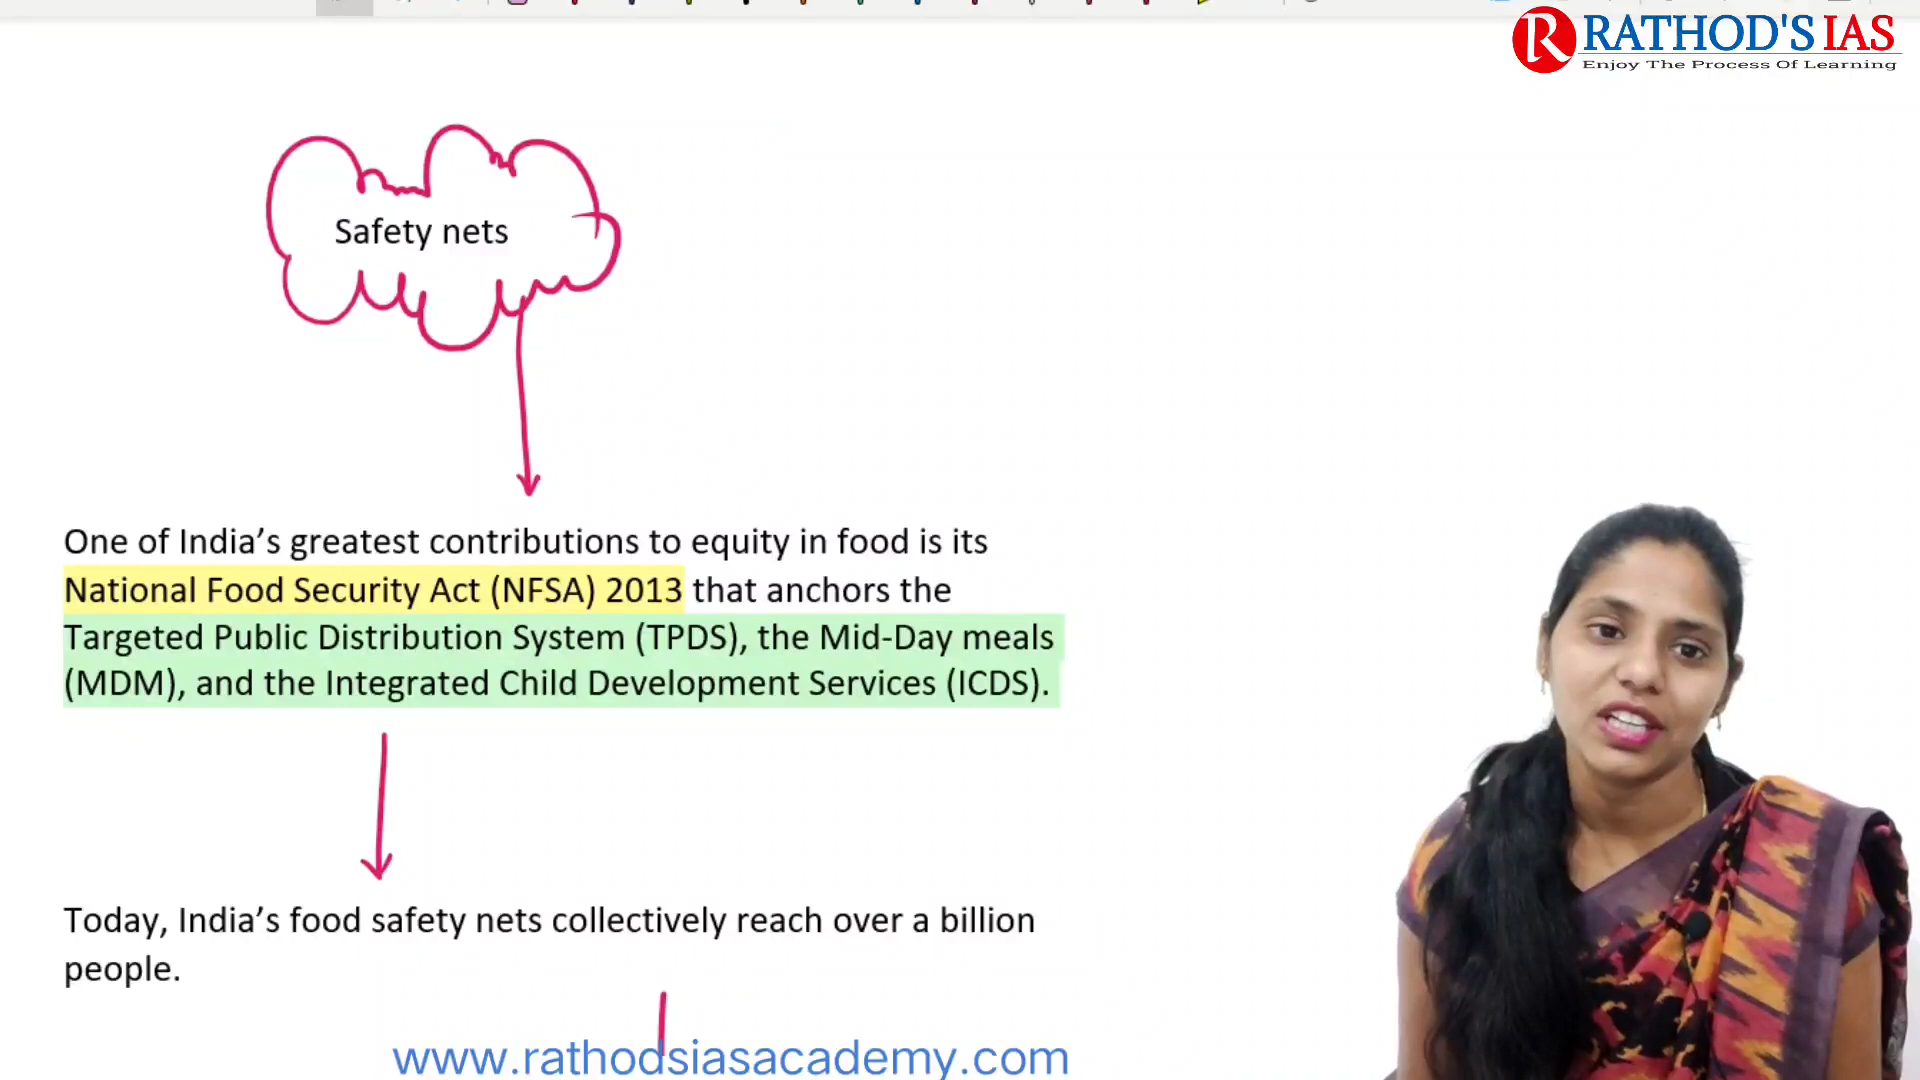 R RATHOD'S IAS
Enjoy The Process Of Learning
Safety nets
One of India’s greatest contributions to equity in food is its
National Food Security Act (NFSA) 2013 that anchors the
Targeted Public Distribution System (TPDS), the Mid-Day meals
(MDM), and the Integrated Child Development Services (ICDS).
Today, India’s food safety nets collectively reach over a billion
people.
www.rathodsiasacademy.com